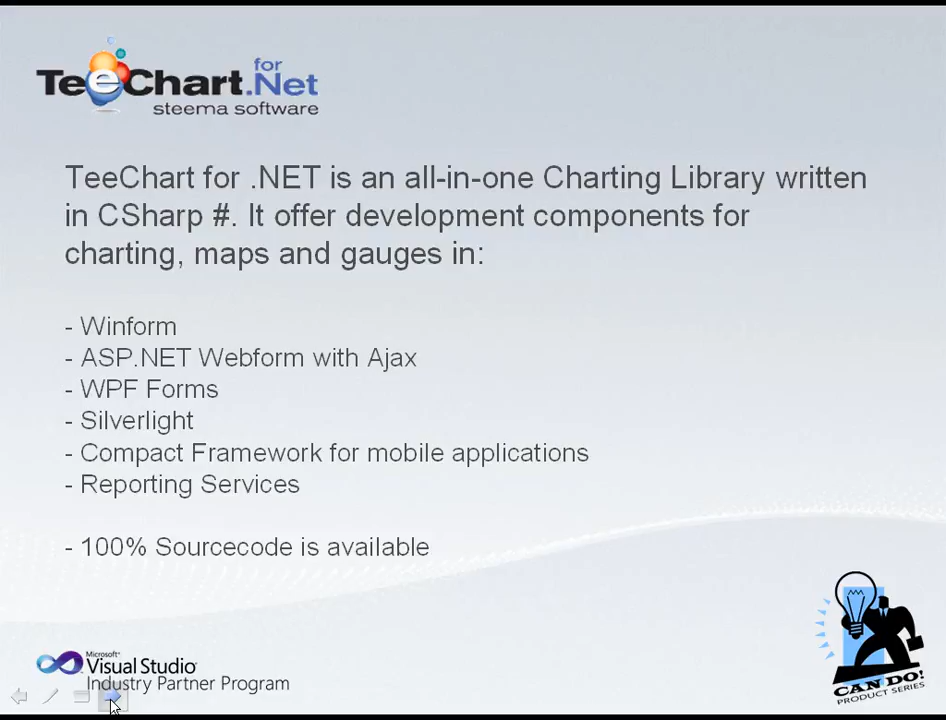 for
TeeChart.Net
steema software
TeeChart for .NET is an all-in-one Charting Library written
in CSharp #. It offer development components for
charting, maps and gauges in:
- Winform
- ASP.NET Webform with Ajax
- WPF Forms
- Silverlight
- Compact Framework for mobile applications
- Reporting Services
- 100% Sourcecode is available
Microsoft®
Visual Studio®
Industry Partner Program
CAN DO!
PRODUCT SERIES